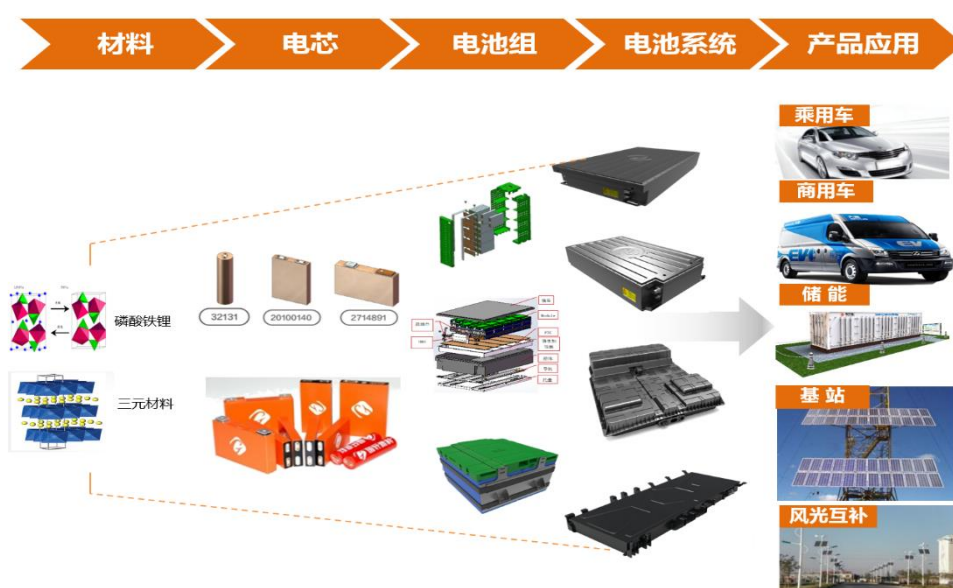 材料
电芯
电池组
电池系统
产品应用
乘用车
商用车
EVI
储能
基站
风光互补
磷酸铁锂
三元材料
32131
20100140
2714891